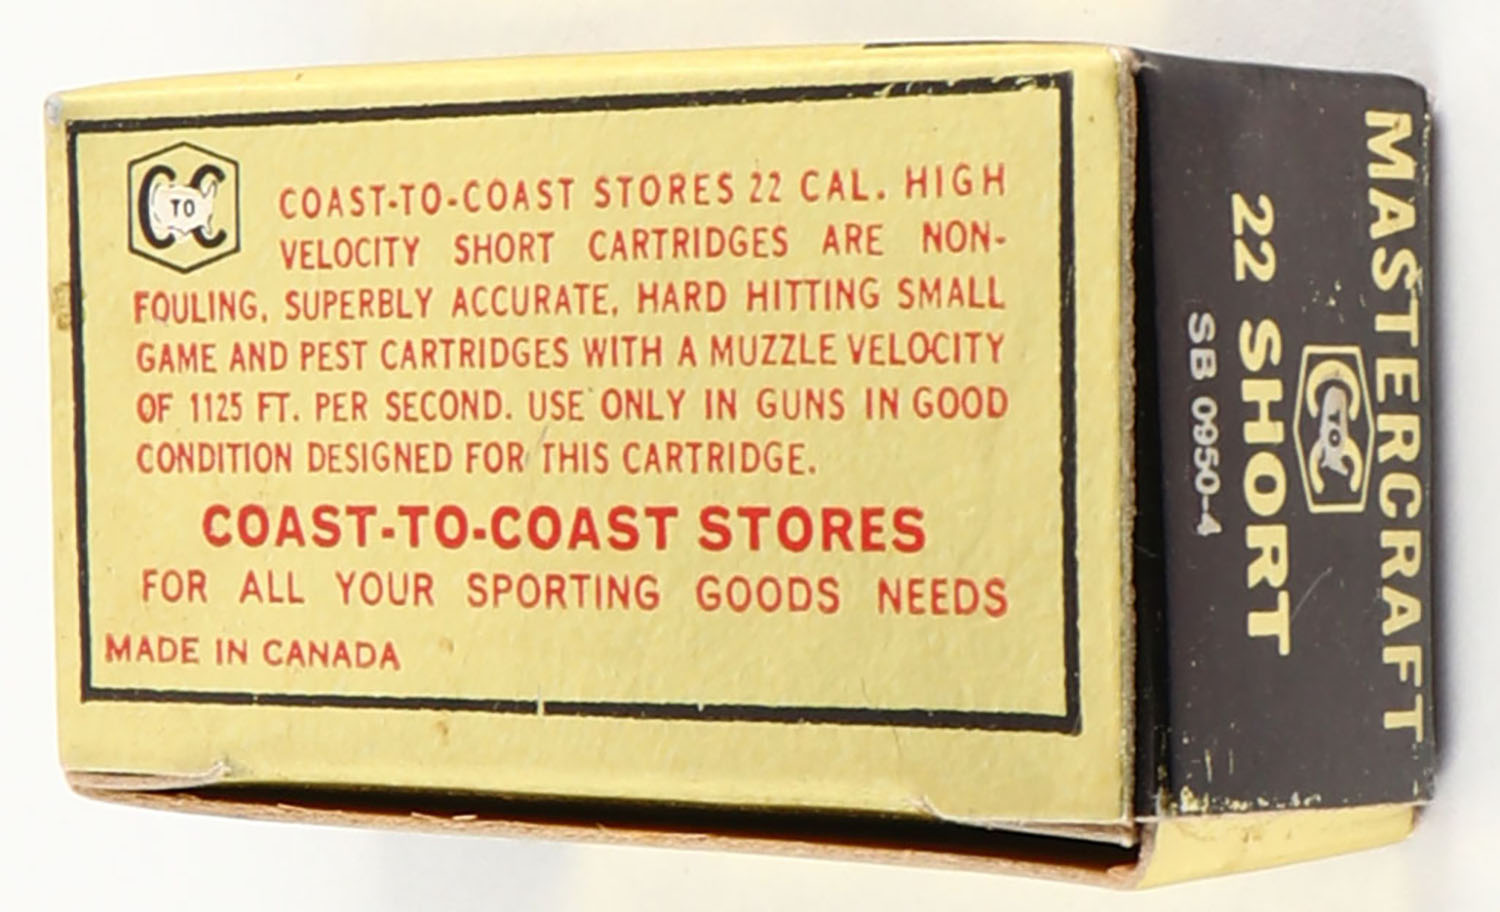 C TO C
COAST-TO-COAST STORES 22 CAL. HIGH
VELOCITY SHORT CARTRIDGES ARE NON-
FOULING, SUPERBLY ACCURATE, HARD HITTING SMALL
GAME AND PEST CARTRIDGES WITH A MUZZLE VELOCITY
OF 1125 FT. PER SECOND. USE ONLY IN GUNS IN GOOD
CONDITION DESIGNED FOR THIS CARTRIDGE.
COAST-TO-COAST STORES
FOR ALL YOUR SPORTING GOODS NEEDS
MADE IN CANADA
MASTERCRAFT
C TO C
22 SHORT
SB 0950-4